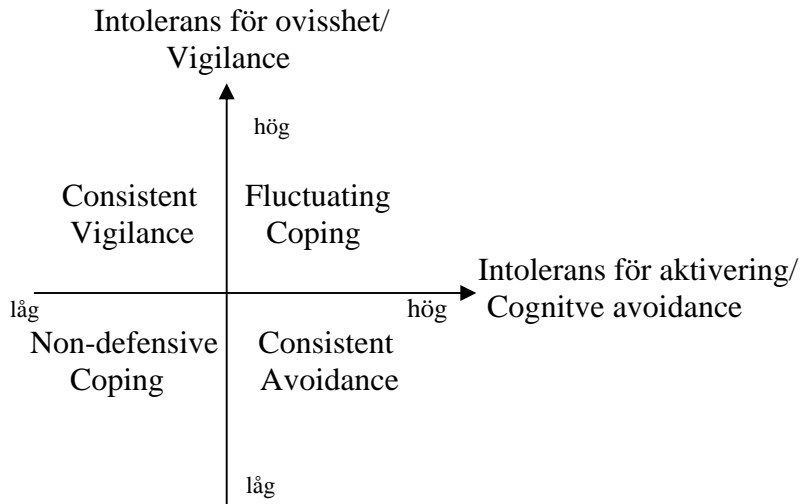 Intolerans för ovisshet/
Vigilance
hög
Consistent
Vigilance
Fluctuating
Coping
Intolerans för aktivering/
Cognitve avoidance
låg
hög
Non-defensive
Coping
Consistent
Avoidance
låg